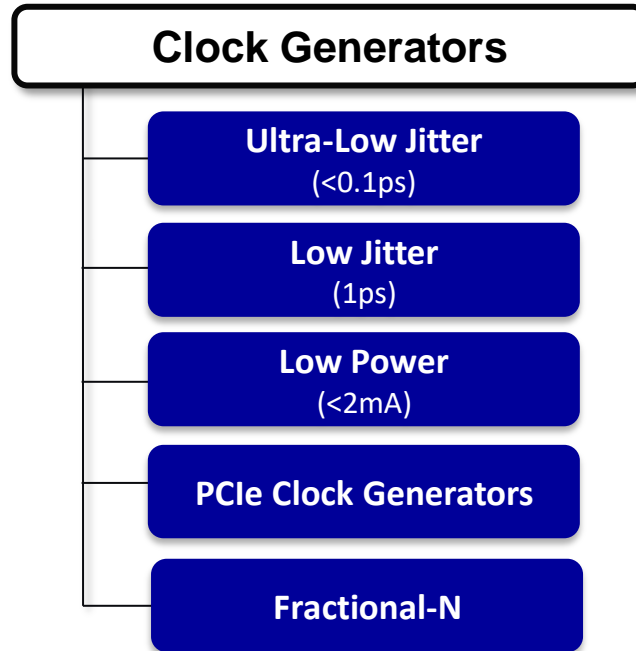 Clock Generators
Ultra-Low Jitter
(<0.1ps)
Low Jitter
(1ps)
Low Power
(<2mA)
PCIe Clock Generators
Fractional-N